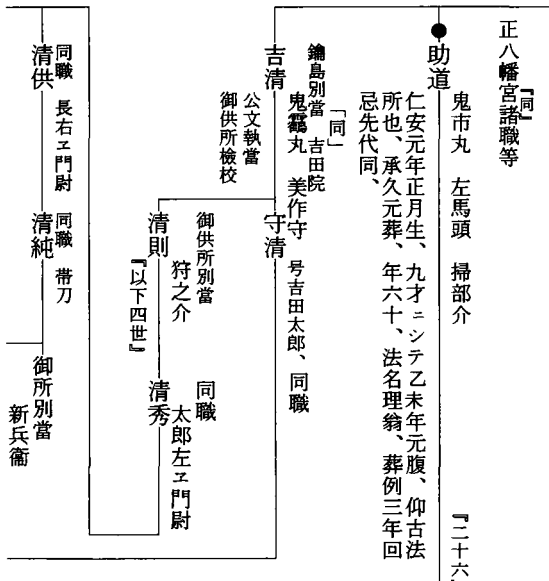 『同』
正八幡宮諸職等
『二十六
●助道
鬼市丸　左馬頭　掃部介
仁安元年正月生、九才ニシテ乙未年元腹、仰古法
所也、承久元葬、年六十、法名理翁、葬例三年回
忌先代同、
鑰島別當　吉田院
吉清
「同」
鬼靏丸　美作守
公文執當
御供所檢校
守清
号吉田太郎、同職
御供所別當
清則
狩之介
『以下四世』
同職
清秀
太郎左ヱ門尉
同職　長右ヱ門尉
清供
同職　帯刀
清純
御所別當
新兵衞